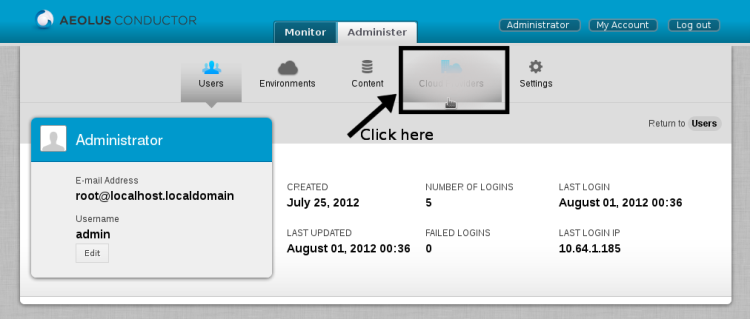 AEOLUS CONDUCTOR
Monitor
Administer
Administrator
My Account
Log out
Users
Environments
Content
Cloud Providers
Settings
Click here
Return to Users
Administrator
E-mail Address
root@localhost.localdomain
Username
admin
Edit
CREATED
July 25, 2012
NUMBER OF LOGINS
5
LAST LOGIN
August 01, 2012 00:36
LAST UPDATED
August 01, 2012 00:36
FAILED LOGINS
0
LAST LOGIN IP
10.64.1.185